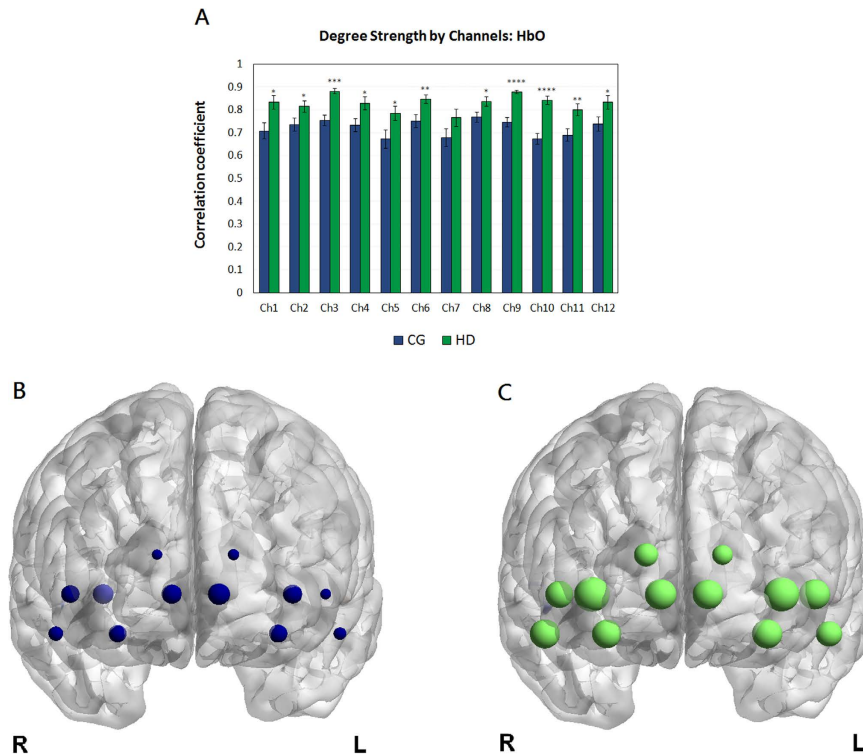 A
Degree Strength by Channels: HbO
Correlation coefficient
1
0.9
0.8
0.7
0.6
0.5
0.4
0.3
0.2
0.1
0
* * *** * * ** * **** **** ** *
Ch1 Ch2 Ch3 Ch4 Ch5 Ch6 Ch7 Ch8 Ch9 Ch10 Ch11 Ch12
CG HD
B C
R L R L